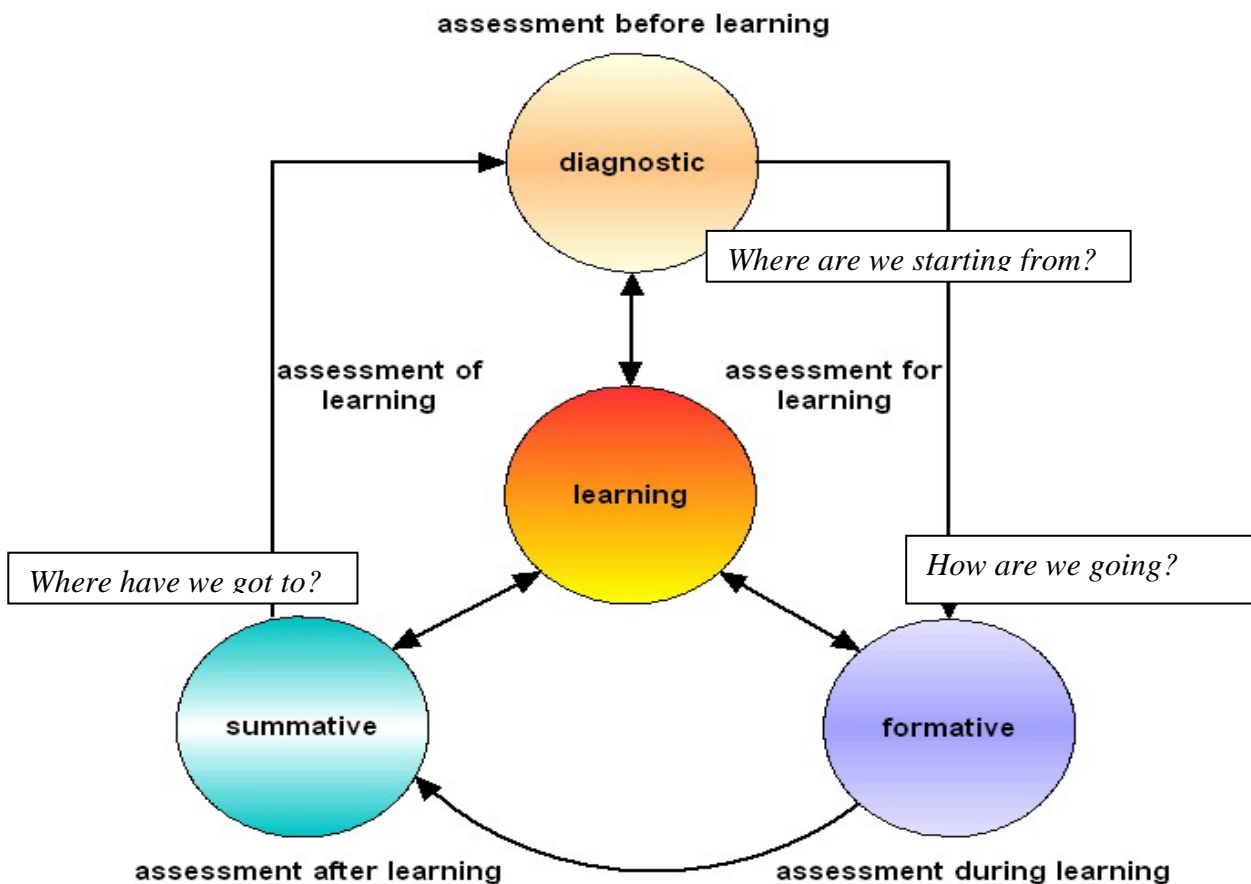 assessment before learning
diagnostic
Where are we starting from?
assessment of
learning
assessment for
learning
learning
Where have we got to?
How are we going?
summative
formative
assessment after learning
assessment during learning